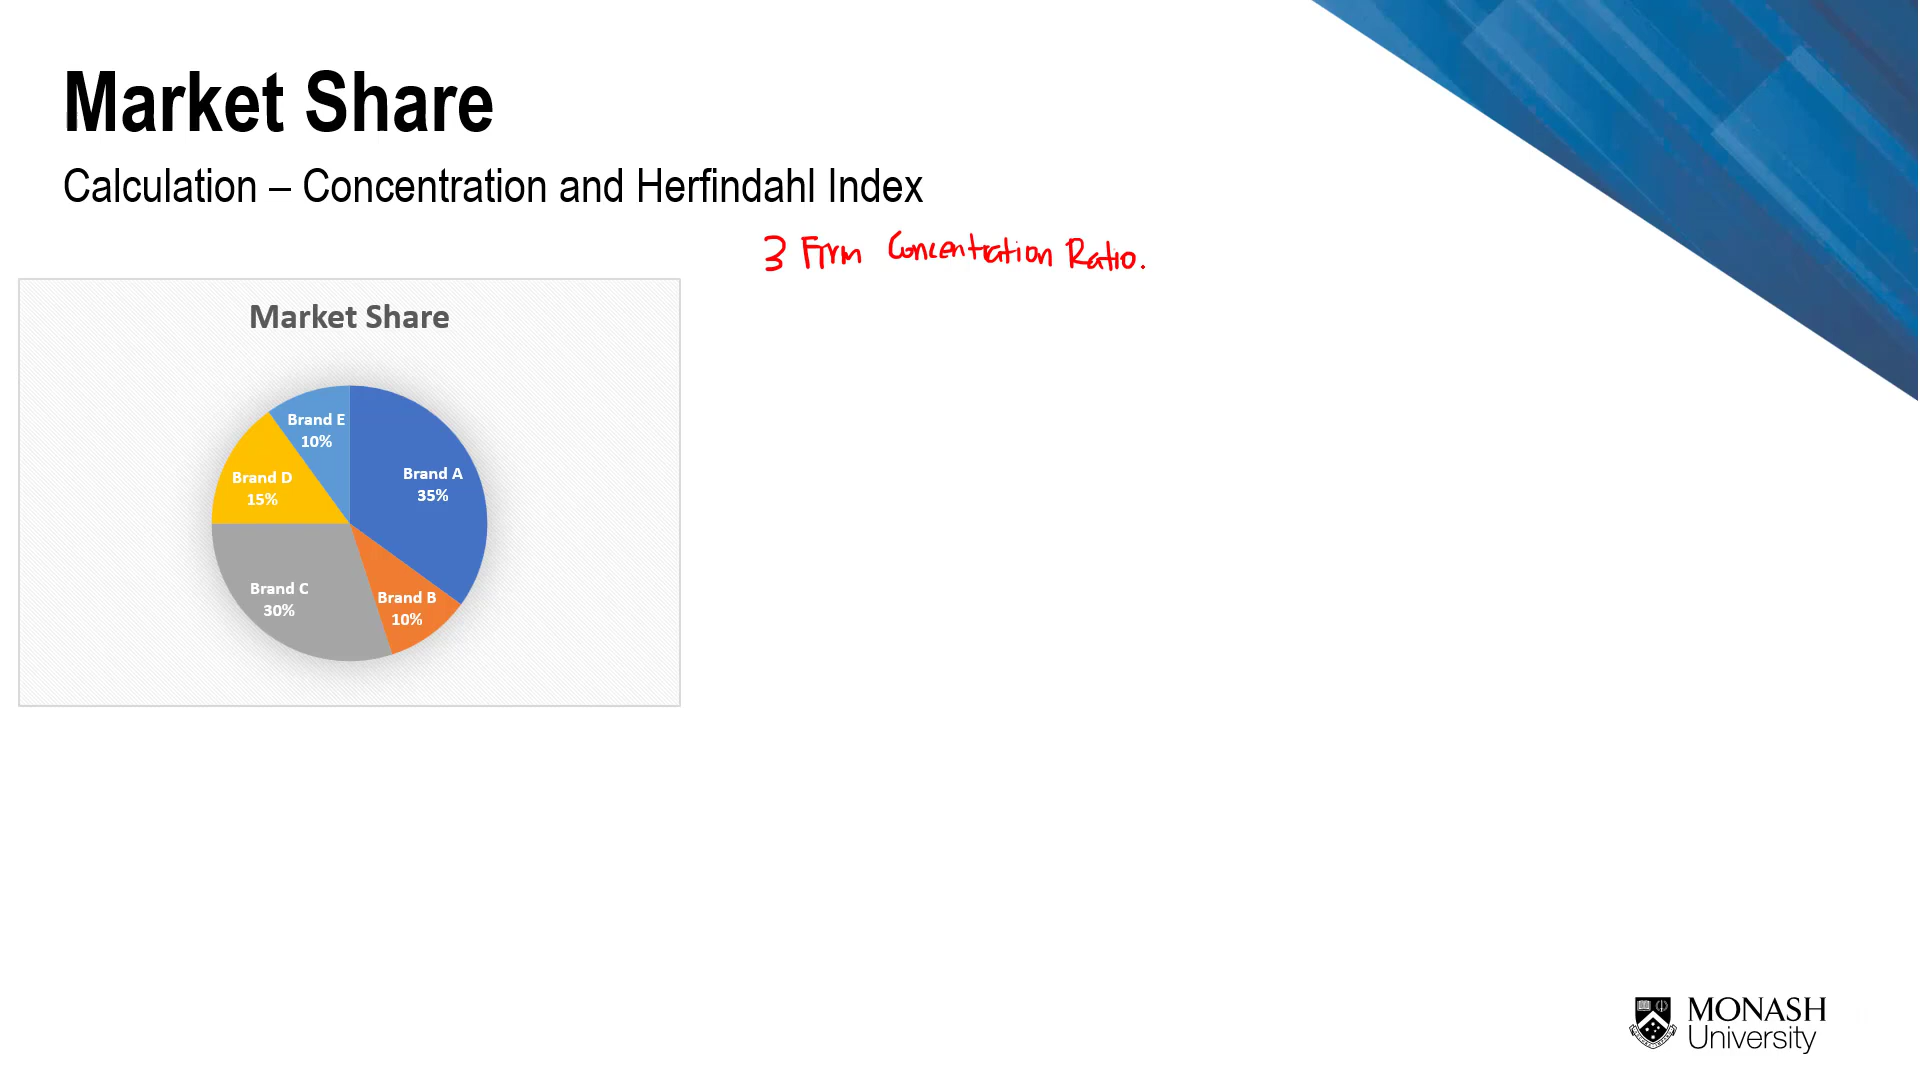 Market Share
Calculation – Concentration and Herfindahl Index
3 Firm Concentration Ratio.
Market Share
Brand E
10%
Brand A
35%
Brand D
15%
Brand C
30%
Brand B
10%
MONASH
University